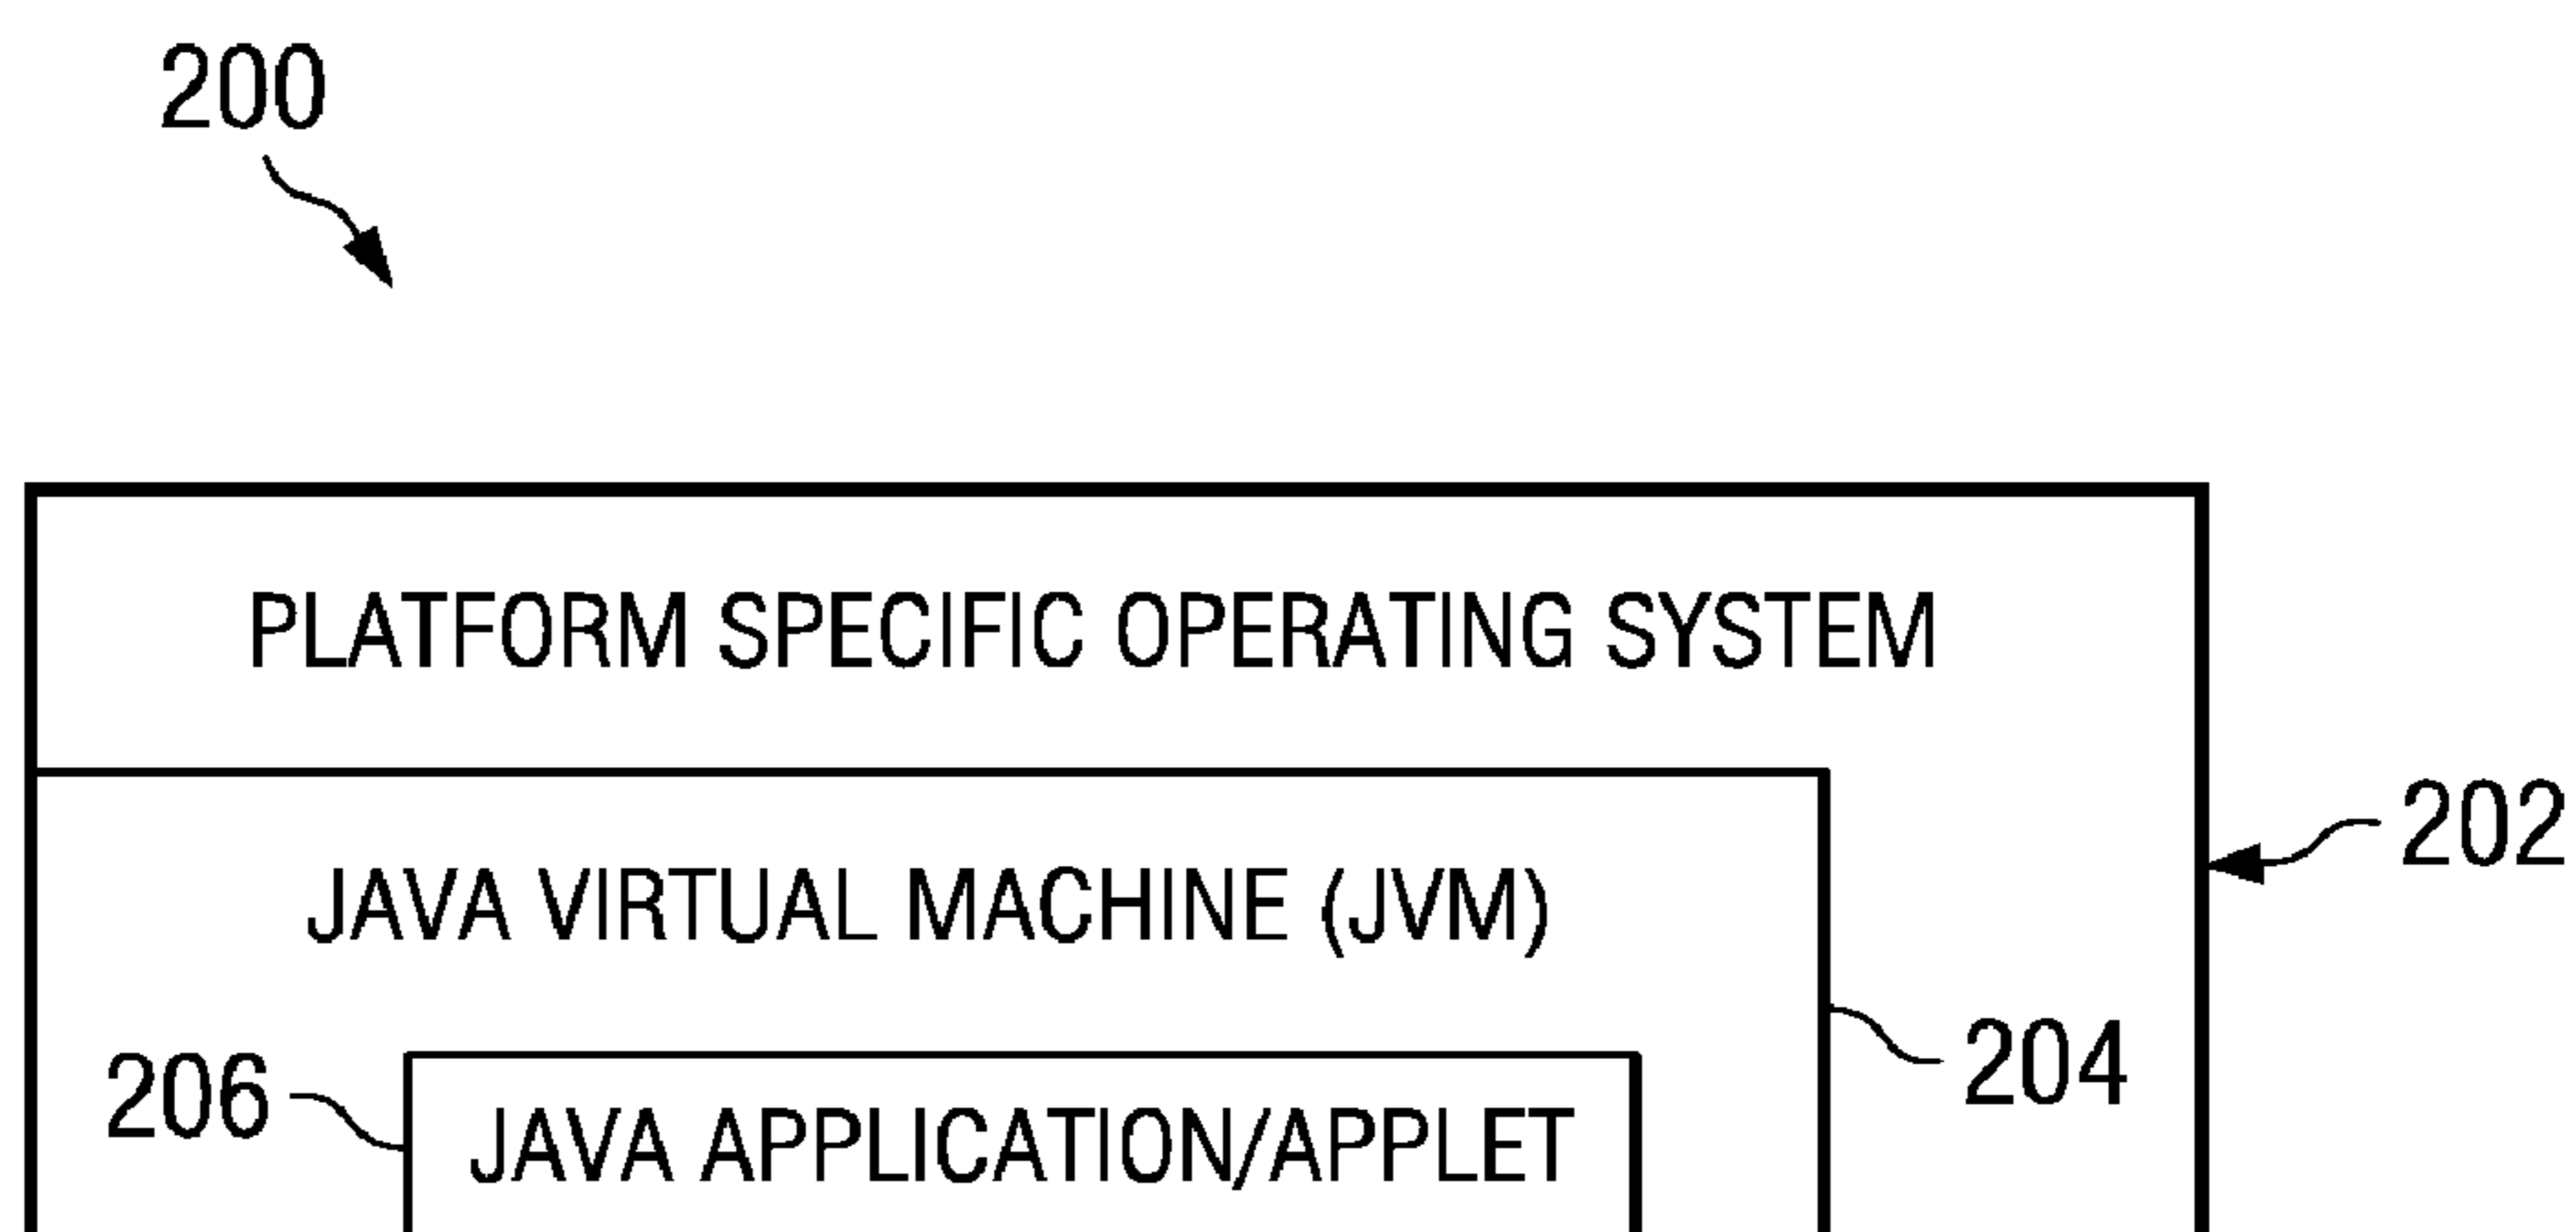 200
PLATFORM SPECIFIC OPERATING SYSTEM
202
JAVA VIRTUAL MACHINE (JVM)
204
206
JAVA APPLICATION/APPLET